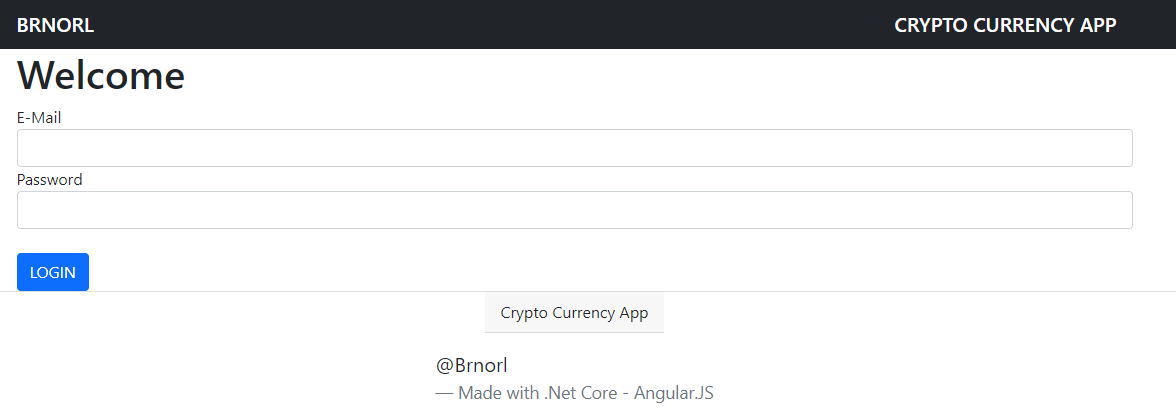 BRNORL CRYPTO CURRENCY APP
Welcome
E-Mail
Password
LOGIN
Crypto Currency App
@Brnorl
— Made with .Net Core - Angular.JS